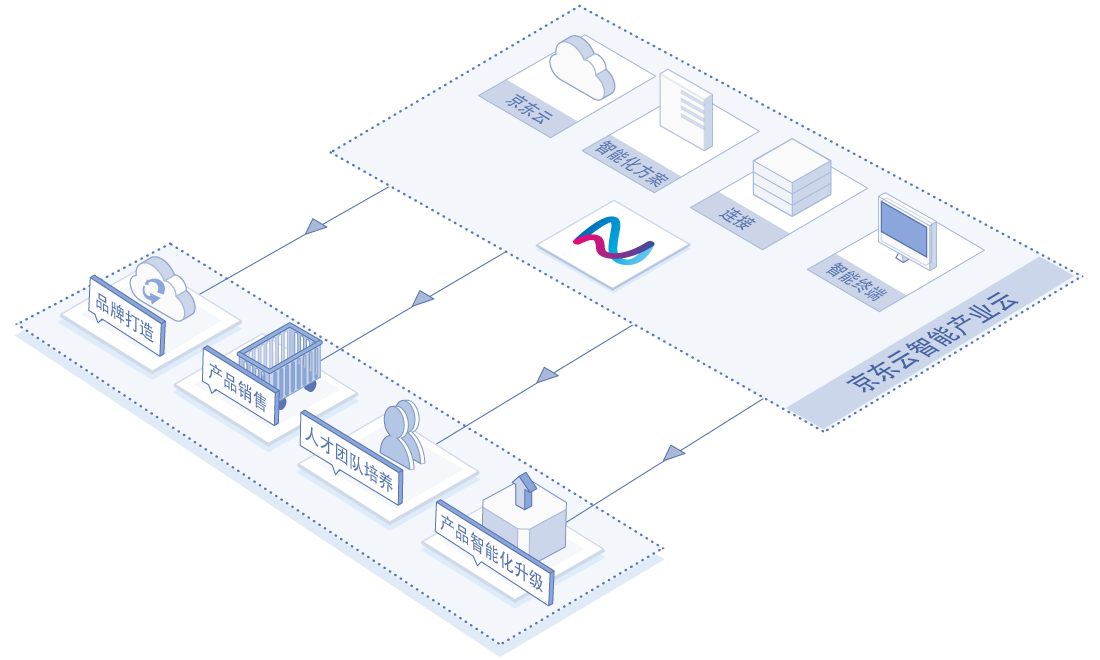 京东云
智能化方案
连接
智能终端
京东云智能产业云
品牌打造
产品销售
人才团队培养
产品智能化升级